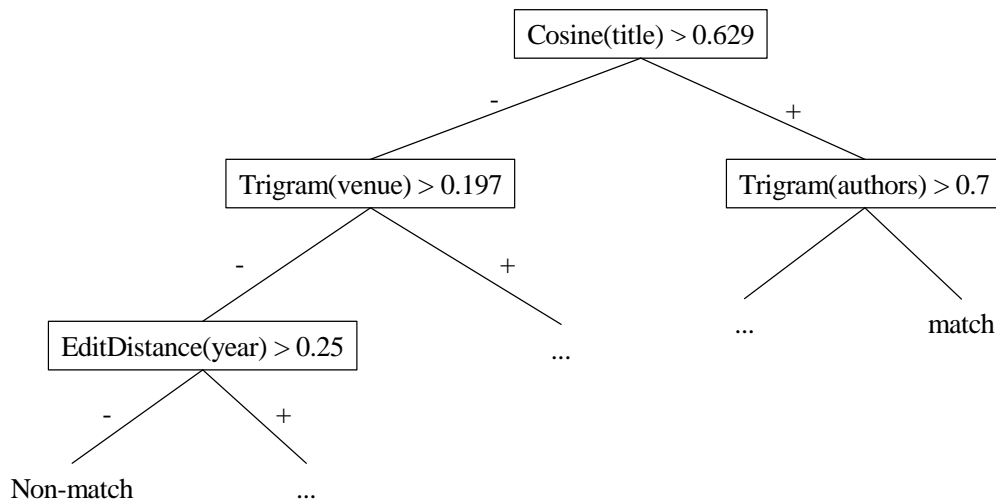 Cosine(title) > 0.629
-
+
Trigram(venue) > 0.197
Trigram(authors) > 0.7
-
+
EditDistance(year) > 0.25
...
...
match
-
+
Non-match
...